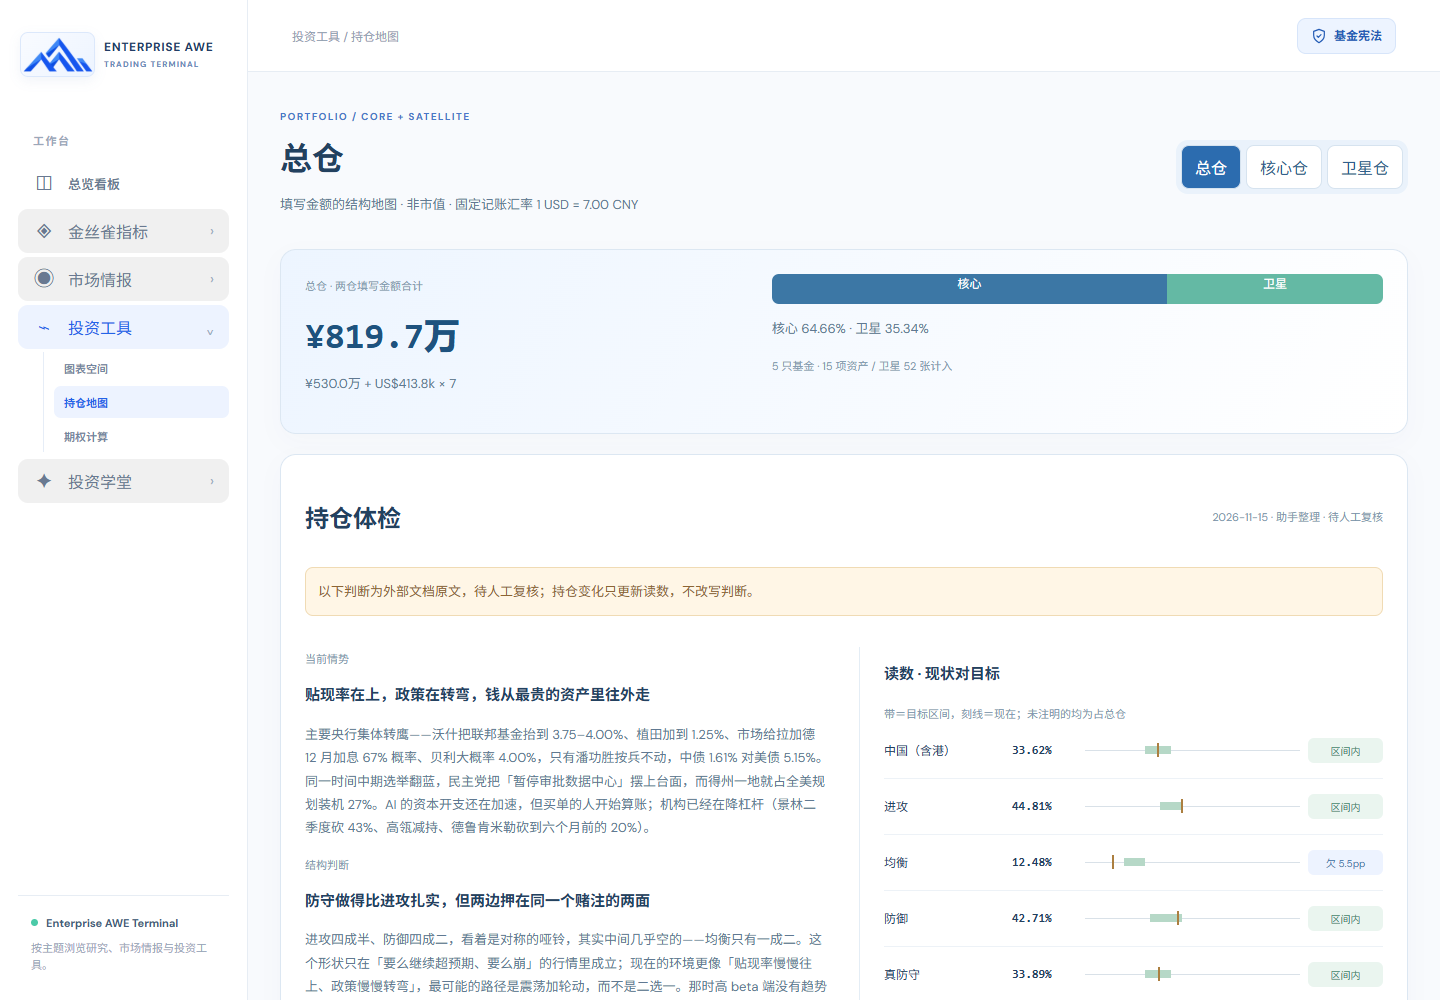 ENTERPRISE AWE
TRADING TERMINAL
工作台
总览看板
金丝雀指标
市场情报
投资工具
图表空间
持仓地图
期权计算
投资学堂
Enterprise AWE Terminal
按主题浏览研究、市场情报与投资工
具。
投资工具 / 持仓地图
基金宪法
PORTFOLIO / CORE + SATELLITE
总仓
填写金额的结构地图 · 非市值 · 固定记账汇率 1 USD = 7.00 CNY
总仓
核心仓
卫星仓
总仓 · 两仓填写金额合计
¥819.7万
¥530.0万 + US$413.8k × 7
核心
卫星
核心 64.66% · 卫星 35.34%
5 只基金 · 15 项资产 / 卫星 52 张计入
持仓体检
2026-11-15 · 助手整理 · 待人工复核
以下判断为外部文档原文，待人工复核；持仓变化只更新读数，不改写判断。
当前情势
贴现率在上，政策在转弯，钱从最贵的资产里往外走
主要央行集体转鹰——沃什把联邦基金抬到 3.75–4.00%、植田加到 1.25%、市场给拉加德
12 月加息 67% 概率、贝利大概率 4.00%，只有潘功胜按兵不动，中债 1.61% 对美债 5.15%。
同一时间中期选举翻蓝，民主党把「暂停审批数据中心」摆上台面，而得州一地就占全美规
划装机 27%。AI 的资本开支还在加速，但买单的人开始算账；机构已经在降杠杆（景林二
季度砍 43%、高瓴减持、德鲁肯米勒砍到六个月前的 20%）。
结构判断
防守做得比进攻扎实，但两边押在同一个赌注的两面
进攻四成半、防御四成二，看着是对称的哑铃，其实中间几乎空的——均衡只有一成二。这
个形状只在「要么继续超预期、要么崩」的行情里成立；现在的环境更像「贴现率慢慢往
上、政策慢慢转弯」，最可能的路径是震荡加轮动，而不是二选一。那时高 beta 端没有趋势
读数 · 现状对目标
带＝目标区间，刻线＝现在；未注明的均为占总仓
中国（含港） 33.62% 区间内
进攻 44.81% 区间内
均衡 12.48% 欠 5.5pp
防御 42.71% 区间内
真防守 33.89% 区间内